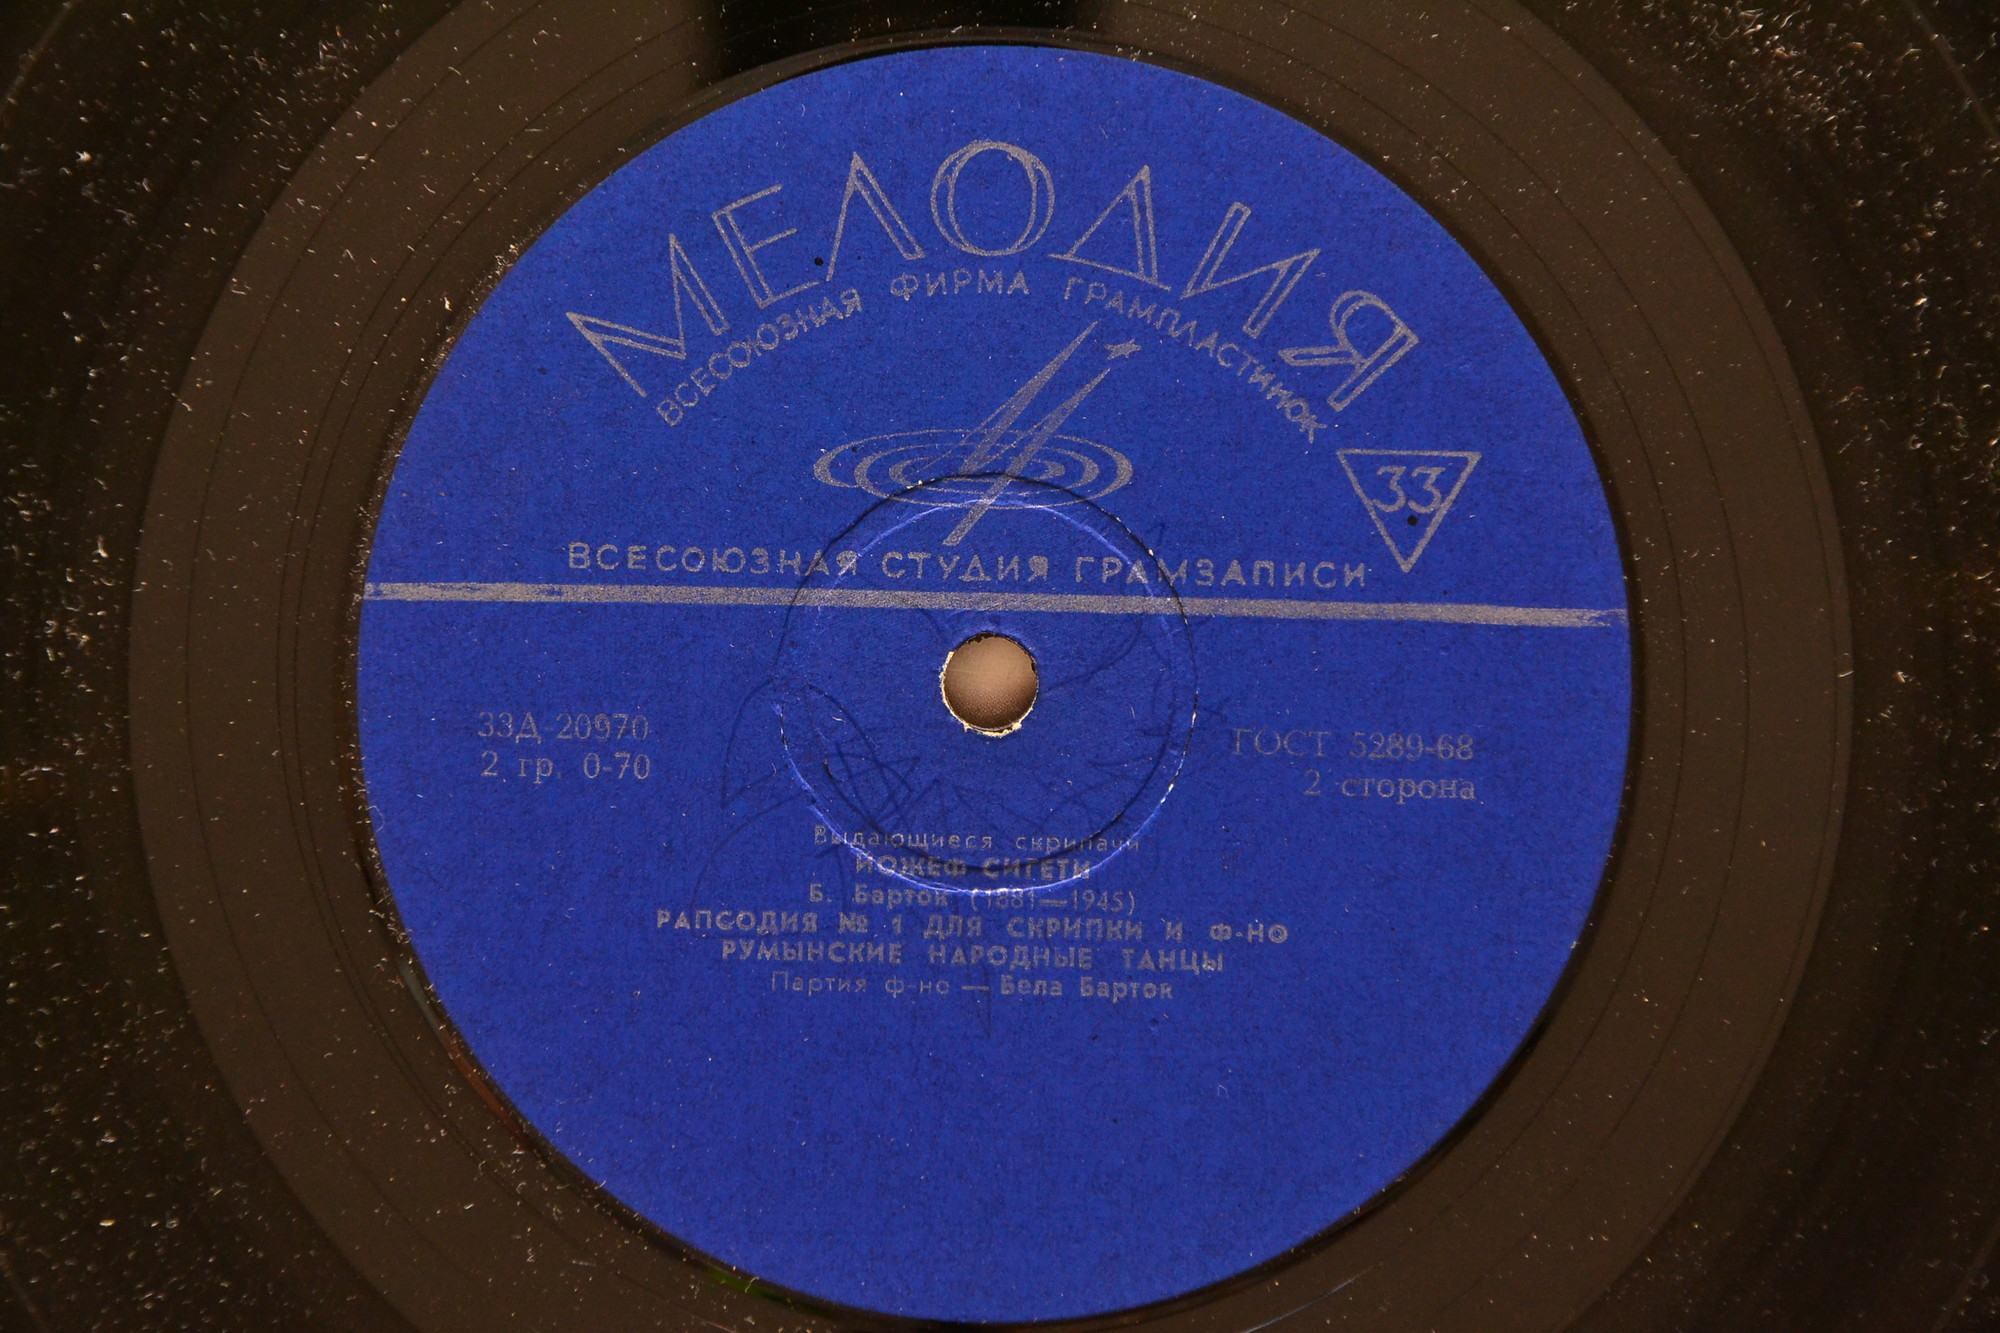 МЕЛОДИЯ
ВСЕСОЮЗНАЯ ФИРМА ГРАМПЛАСТИНОК
33
ВСЕСОЮЗНАЯ СТУДИЯ ГРАМЗАПИСИ
33Д-20970
2 гр. 0-70
ГОСТ 5289-68
2 сторона
Выдающиеся скрипачи
ЙОЖЕФ СИГЕТИ
Б. Барток (1881—1945)
РАПСОДИЯ № 1 ДЛЯ СКРИПКИ И Ф-НО
РУМЫНСКИЕ НАРОДНЫЕ ТАНЦЫ
Партия ф-но — Бела Барток